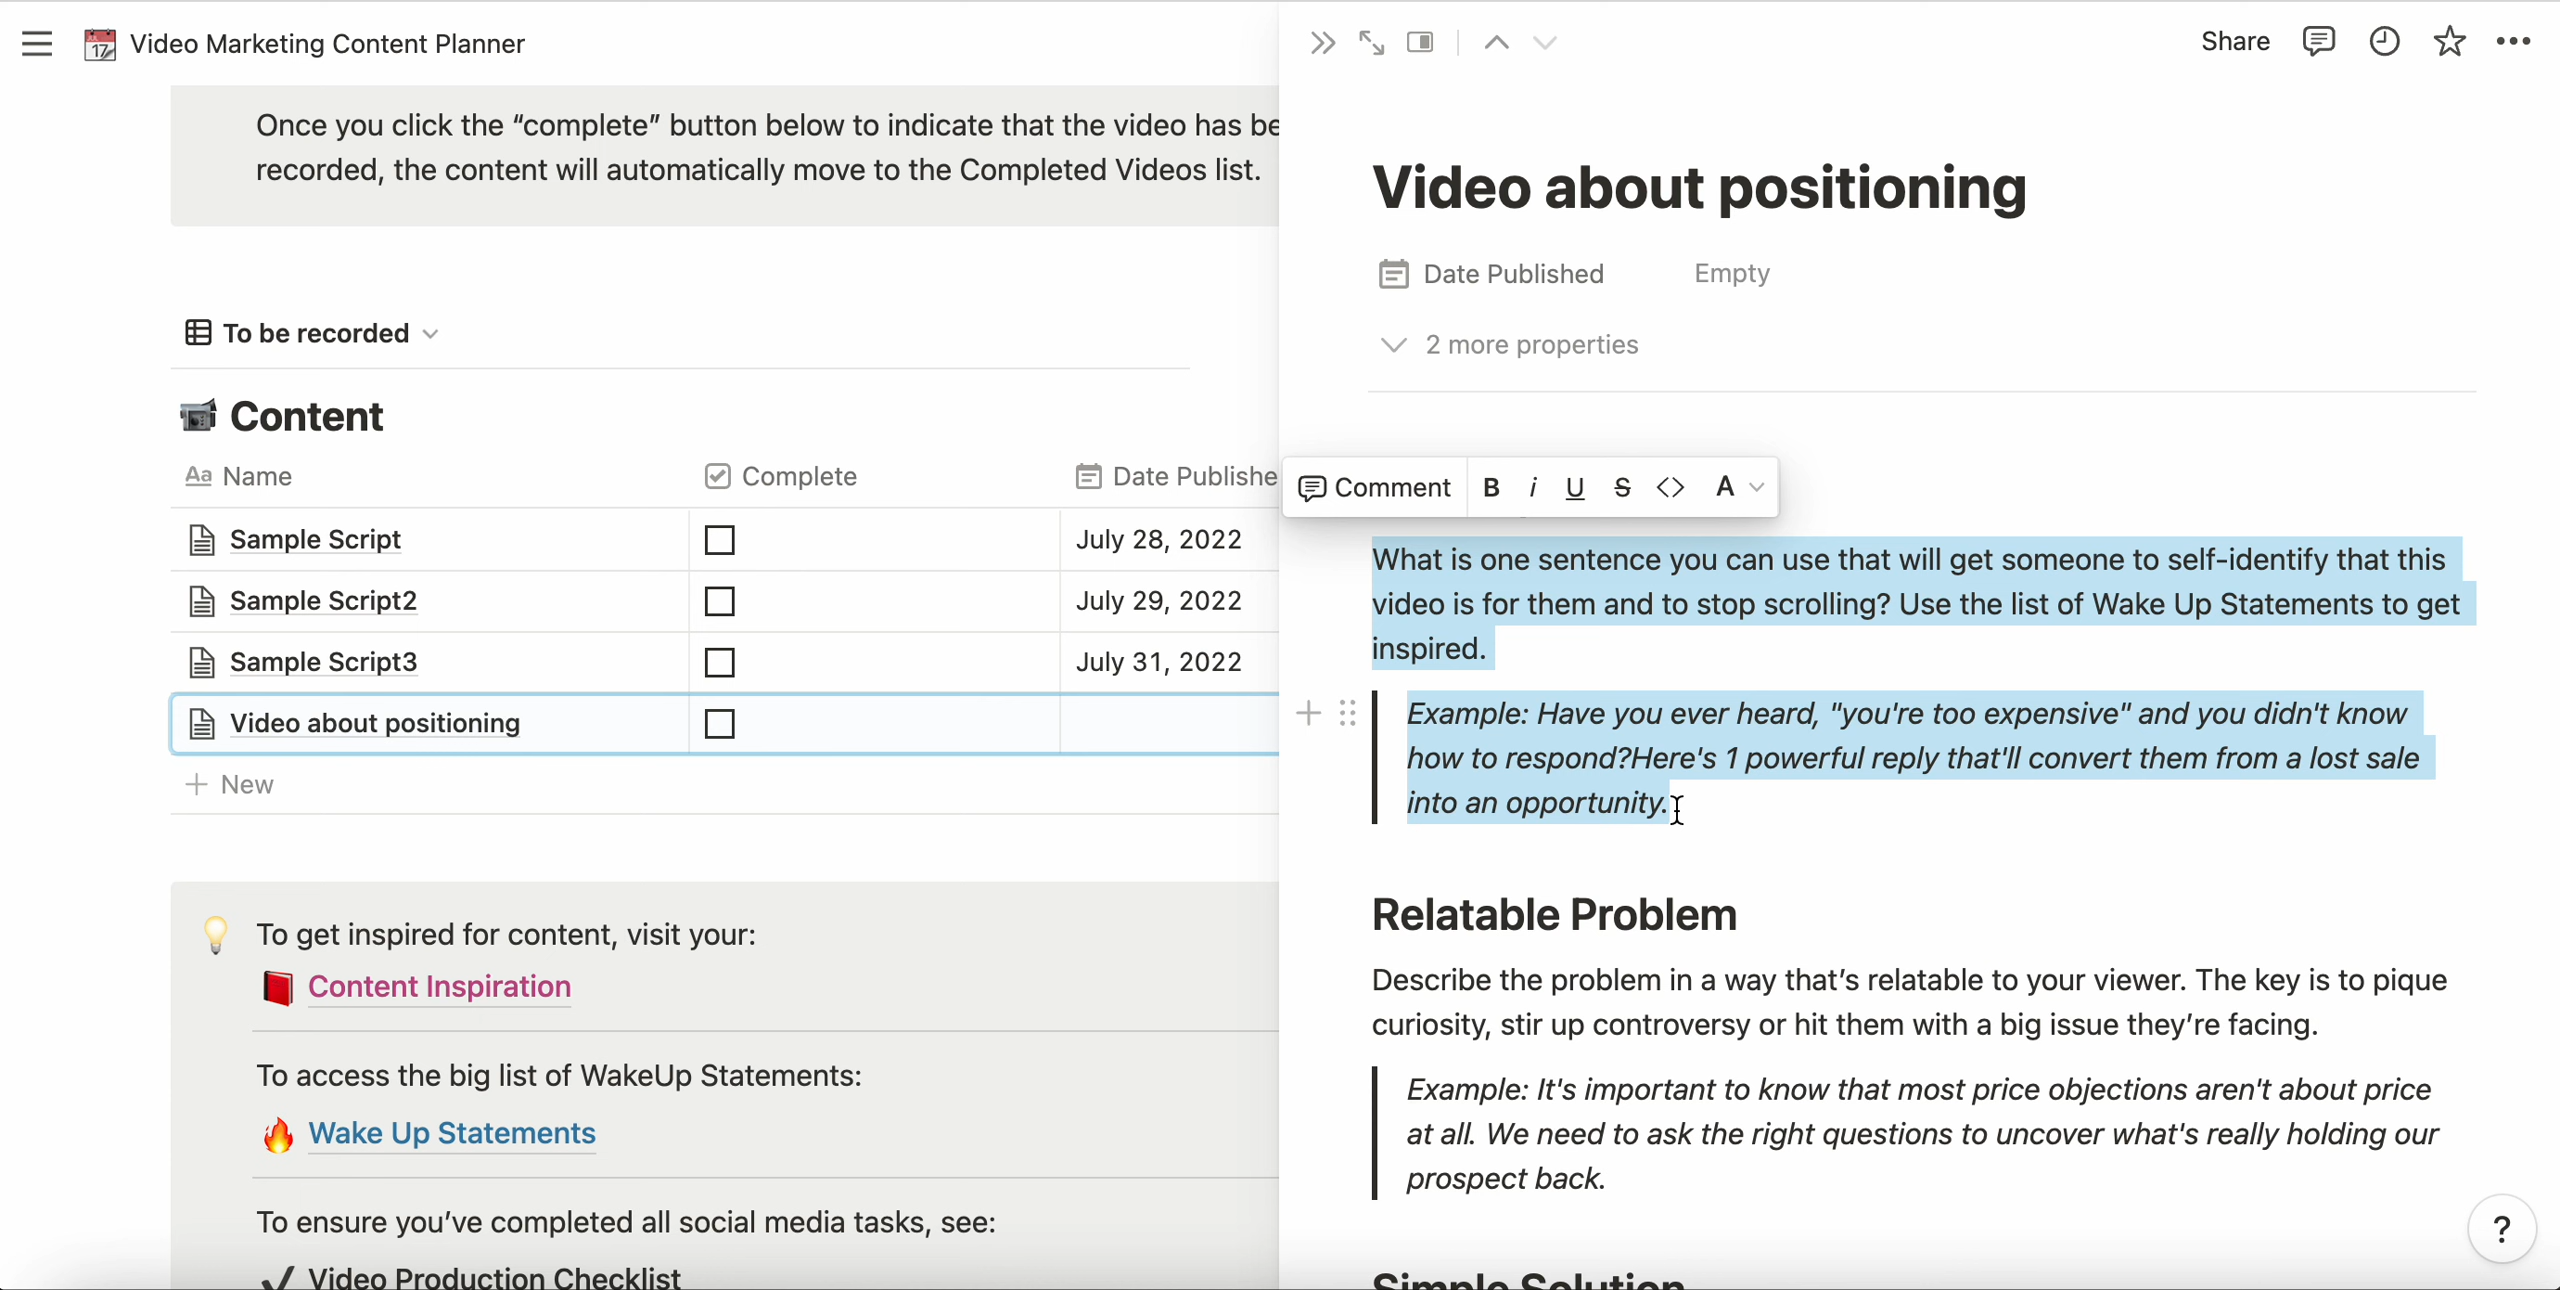 Video Marketing Content Planner
Once you click the “complete” button below to indicate that the video has be
recorded, the content will automatically move to the Completed Videos list.
To be recorded
Content
Aa Name Complete Date Publishe
Sample Script July 28, 2022
Sample Script2 July 29, 2022
Sample Script3 July 31, 2022
Video about positioning
+ New
To get inspired for content, visit your:
Content Inspiration
To access the big list of WakeUp Statements:
Wake Up Statements
To ensure you’ve completed all social media tasks, see:
Video Production Checklist
Share
Video about positioning
Date Published Empty
2 more properties
Comment B i U S <> A
What is one sentence you can use that will get someone to self-identify that this
video is for them and to stop scrolling? Use the list of Wake Up Statements to get
inspired.
Example: Have you ever heard, "you're too expensive" and you didn't know
how to respond?Here's 1 powerful reply that'll convert them from a lost sale
into an opportunity.
Relatable Problem
Describe the problem in a way that’s relatable to your viewer. The key is to pique
curiosity, stir up controversy or hit them with a big issue they’re facing.
Example: It's important to know that most price objections aren't about price
at all. We need to ask the right questions to uncover what's really holding our
prospect back.
Simple Solution
?